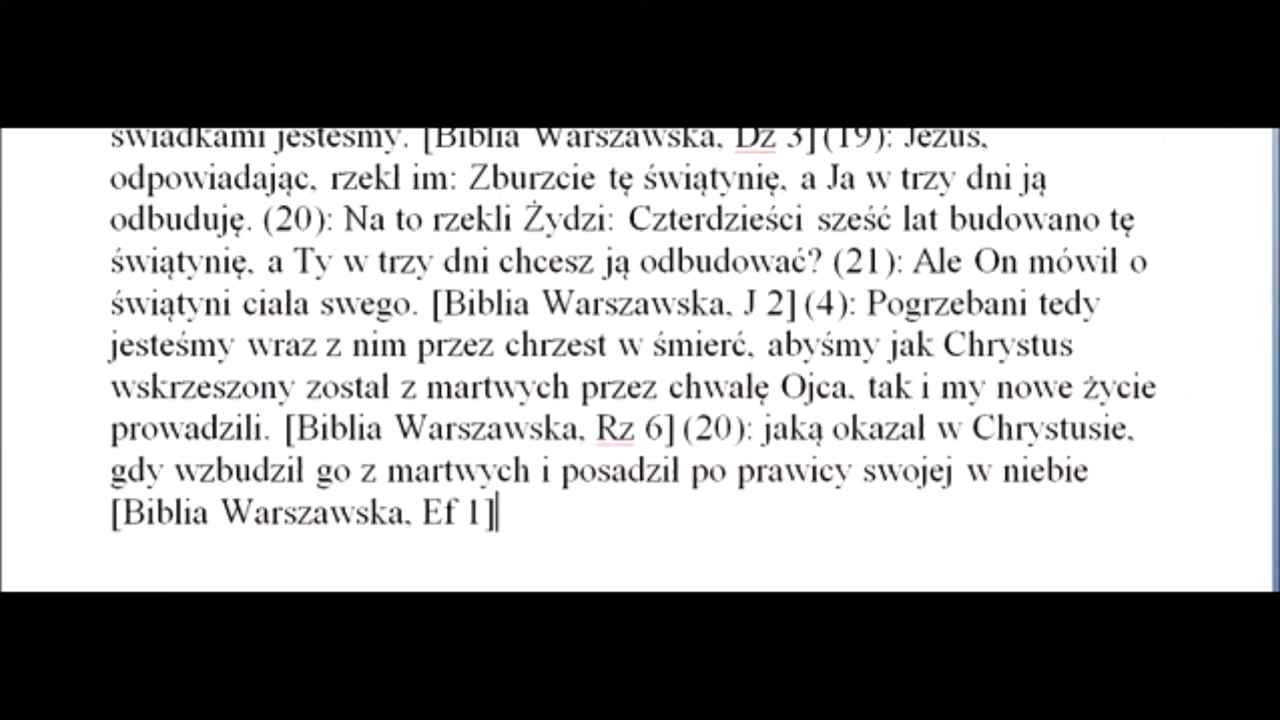 świadkami jesteśmy. [Biblia Warszawska, Dz 3] (19): Jezus,
odpowiadając, rzekł im: Zburzcie tę świątynię, a Ja w trzy dni ją
odbuduję. (20): Na to rzekli Żydzi: Czterdzieści sześć lat budowano tę
świątynię, a Ty w trzy dni chcesz ją odbudować? (21): Ale On mówił o
świątyni ciała swego. [Biblia Warszawska, J 2] (4): Pogrzebani tedy
jesteśmy wraz z nim przez chrzest w śmierć, abyśmy jak Chrystus
wskrzeszony został z martwych przez chwałę Ojca, tak i my nowe życie
prowadzili. [Biblia Warszawska, Rz 6] (20): jaką okazał w Chrystusie,
gdy wzbudził go z martwych i posadził po prawicy swojej w niebie
[Biblia Warszawska, Ef 1]